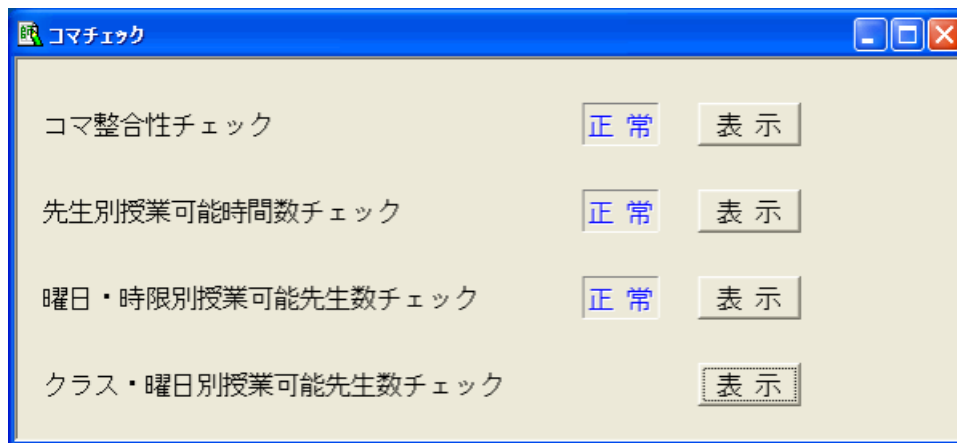 コマチェック
コマ整合性チェック 正常 表示
先生別授業可能時間数チェック 正常 表示
曜日・時限別授業可能先生数チェック 正常 表示
クラス・曜日別授業可能先生数チェック 表示